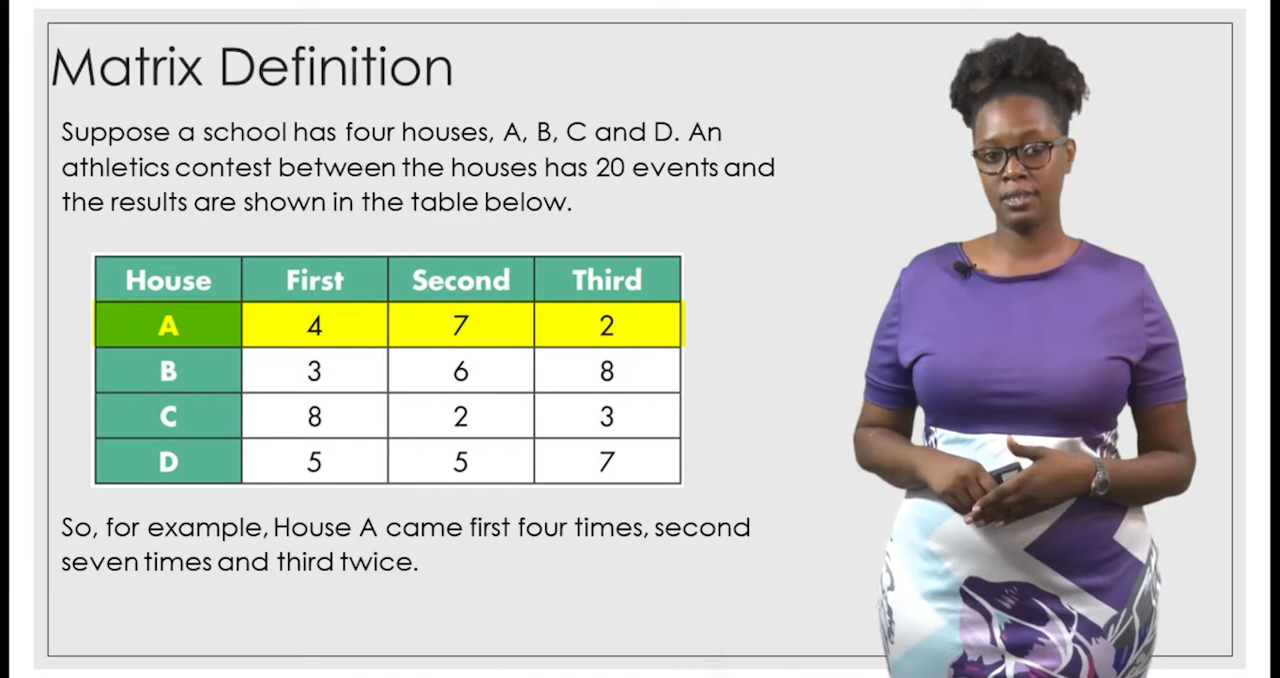 Matrix Definition
Suppose a school has four houses, A, B, C and D. An
athletics contest between the houses has 20 events and
the results are shown in the table below.
House First Second Third
A 4 7 2
B 3 6 8
C 8 2 3
D 5 5 7
So, for example, House A came first four times, second
seven times and third twice.